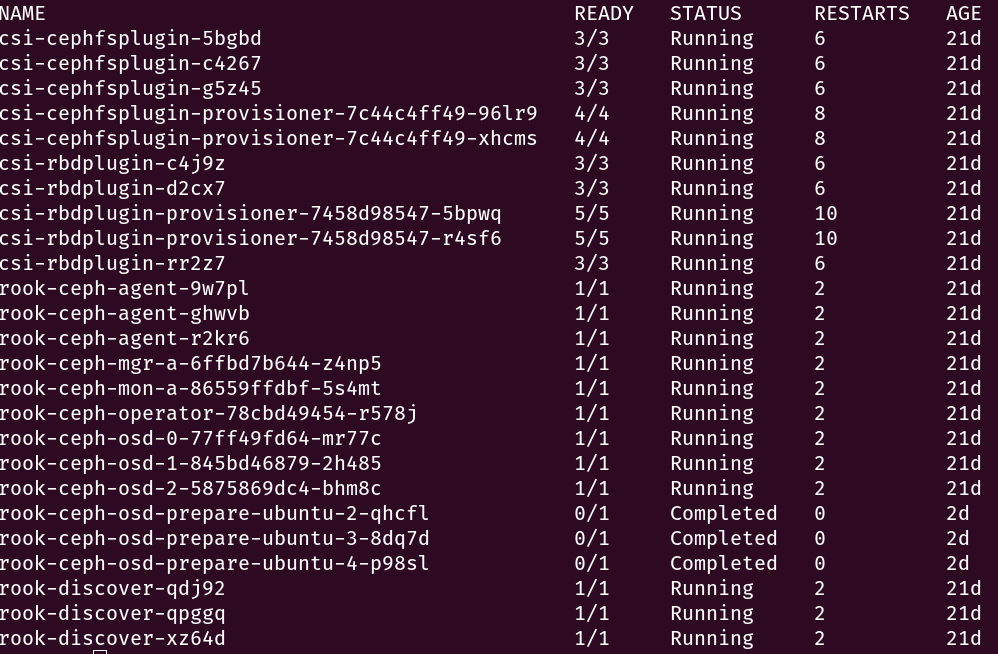 NAME READY STATUS RESTARTS AGE
csi-cephfsplugin-5bgbd 3/3 Running 6 21d
csi-cephfsplugin-c4267 3/3 Running 6 21d
csi-cephfsplugin-g5z45 3/3 Running 6 21d
csi-cephfsplugin-provisioner-7c44c4ff49-96lr9 4/4 Running 8 21d
csi-cephfsplugin-provisioner-7c44c4ff49-xhcms 4/4 Running 8 21d
csi-rbdplugin-c4j9z 3/3 Running 6 21d
csi-rbdplugin-d2cx7 3/3 Running 6 21d
csi-rbdplugin-provisioner-7458d98547-5bpwq 5/5 Running 10 21d
csi-rbdplugin-provisioner-7458d98547-r4sf6 5/5 Running 10 21d
csi-rbdplugin-rr2z7 3/3 Running 6 21d
rook-ceph-agent-9w7pl 1/1 Running 2 21d
rook-ceph-agent-ghwvb 1/1 Running 2 21d
rook-ceph-agent-r2kr6 1/1 Running 2 21d
rook-ceph-mgr-a-6ffbd7b644-z4np5 1/1 Running 2 21d
rook-ceph-mon-a-86559ffdbf-5s4mt 1/1 Running 2 21d
rook-ceph-operator-78cbd49454-r578j 1/1 Running 2 21d
rook-ceph-osd-0-77ff49fd64-mr77c 1/1 Running 2 21d
rook-ceph-osd-1-845bd46879-2h485 1/1 Running 2 21d
rook-ceph-osd-2-5875869dc4-bhm8c 1/1 Running 2 21d
rook-ceph-osd-prepare-ubuntu-2-qhcfl 0/1 Completed 0 2d
rook-ceph-osd-prepare-ubuntu-3-8dq7d 0/1 Completed 0 2d
rook-ceph-osd-prepare-ubuntu-4-p98sl 0/1 Completed 0 2d
rook-discover-qdj92 1/1 Running 2 21d
rook-discover-qpggq 1/1 Running 2 21d
rook-discover-xz64d 1/1 Running 2 21d